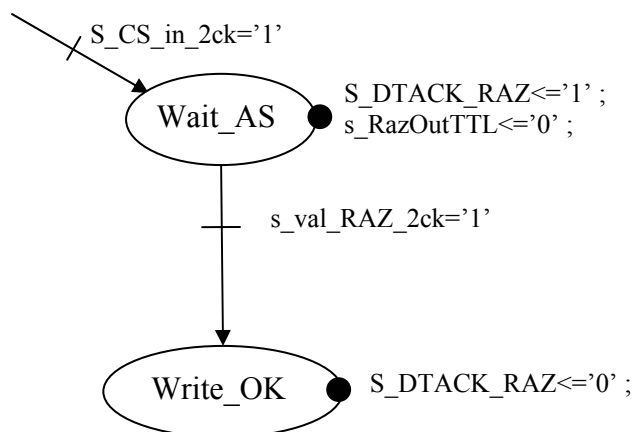 S_CS_in_2ck=’1’
Wait_AS
S_DTACK_RAZ<=’1’ ;
s_RazOutTTL<=’0’ ;
s_val_RAZ_2ck=’1’
Write_OK
S_DTACK_RAZ<=’0’ ;